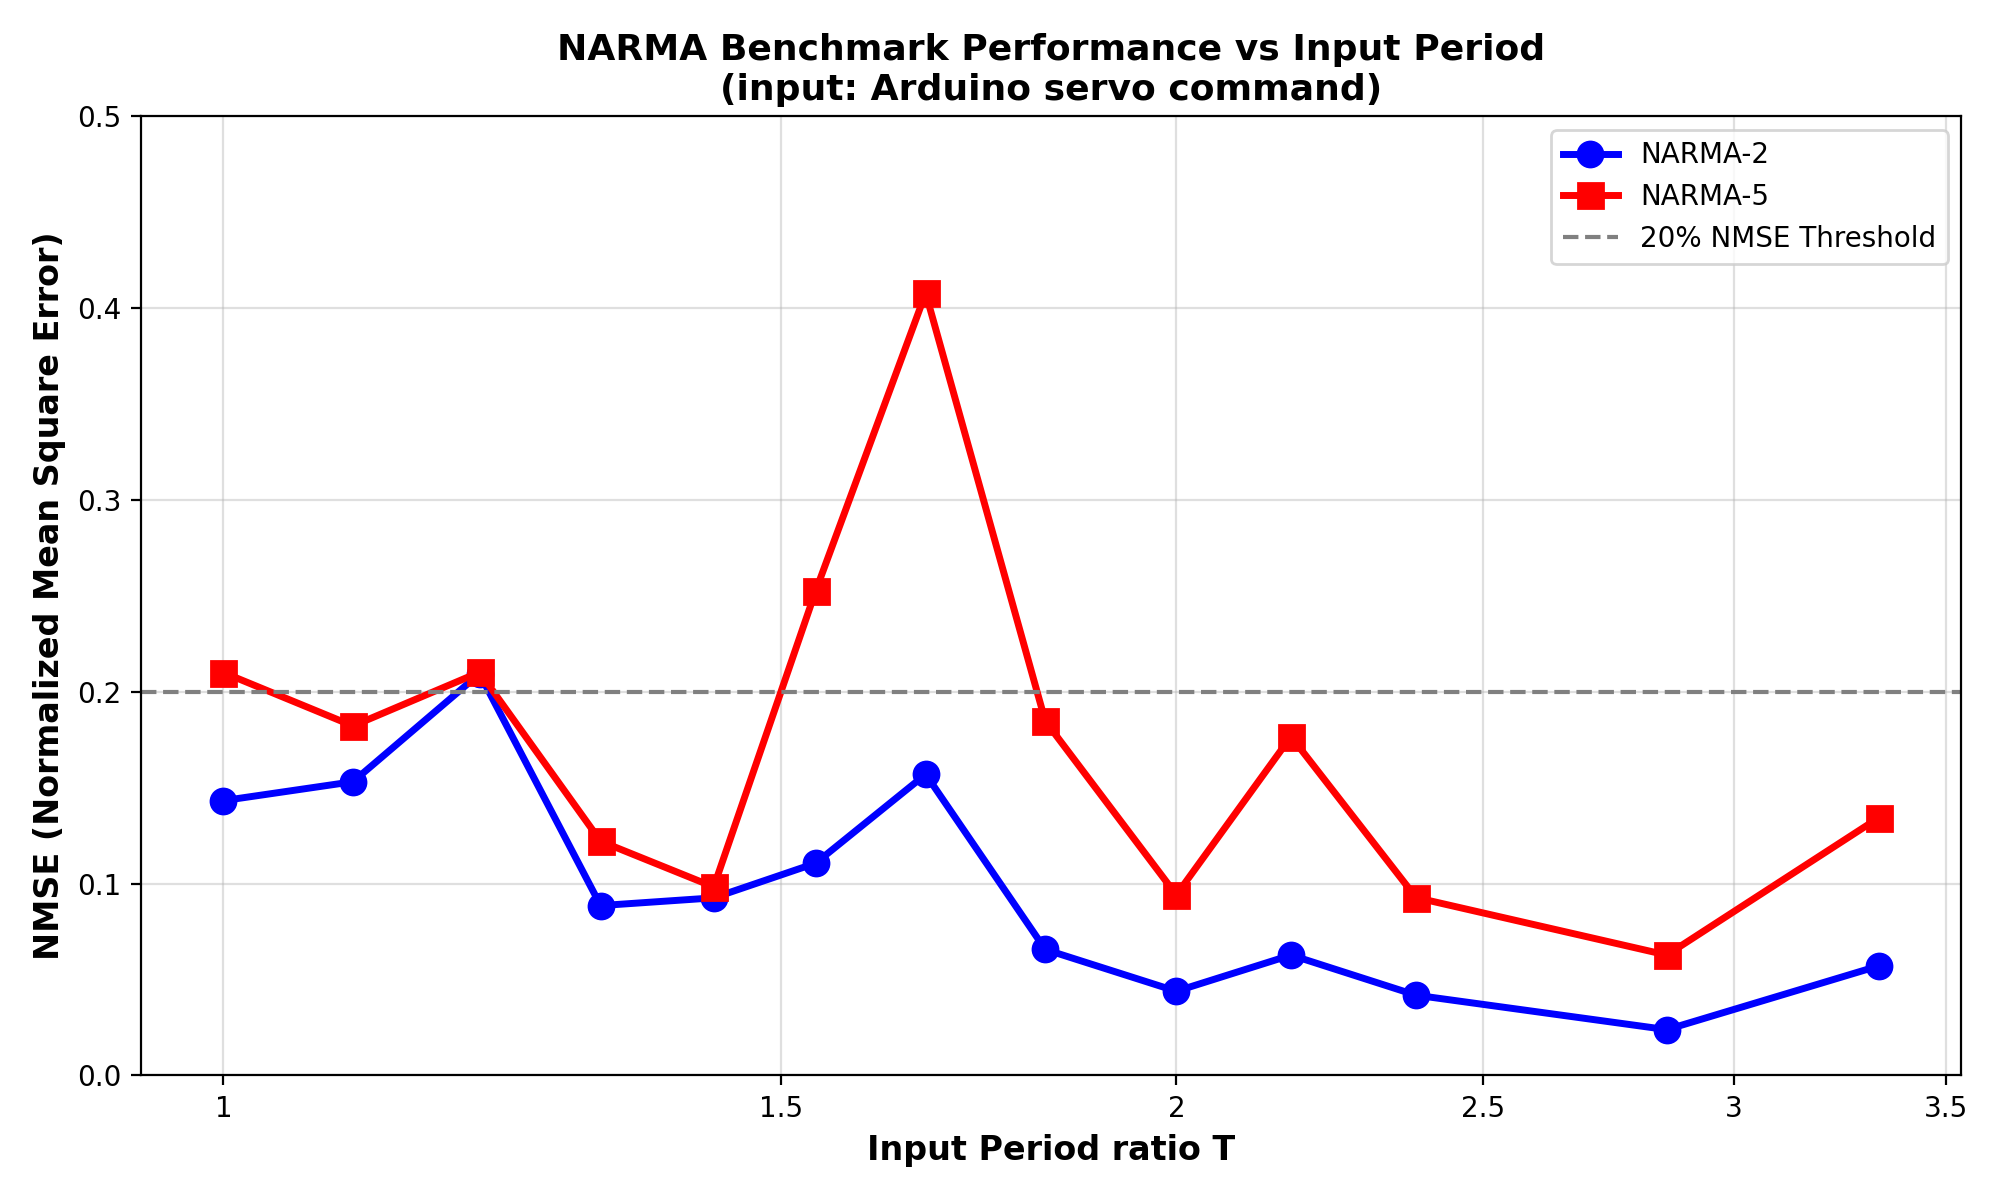 NARMA Benchmark Performance vs Input Period
(input: Arduino servo command)
NMSE (Normalized Mean Square Error)
0.5
0.4
0.3
0.2
0.1
0.0
NARMA-2
NARMA-5
20% NMSE Threshold
1 1.5 2 2.5 3 3.5
Input Period ratio T